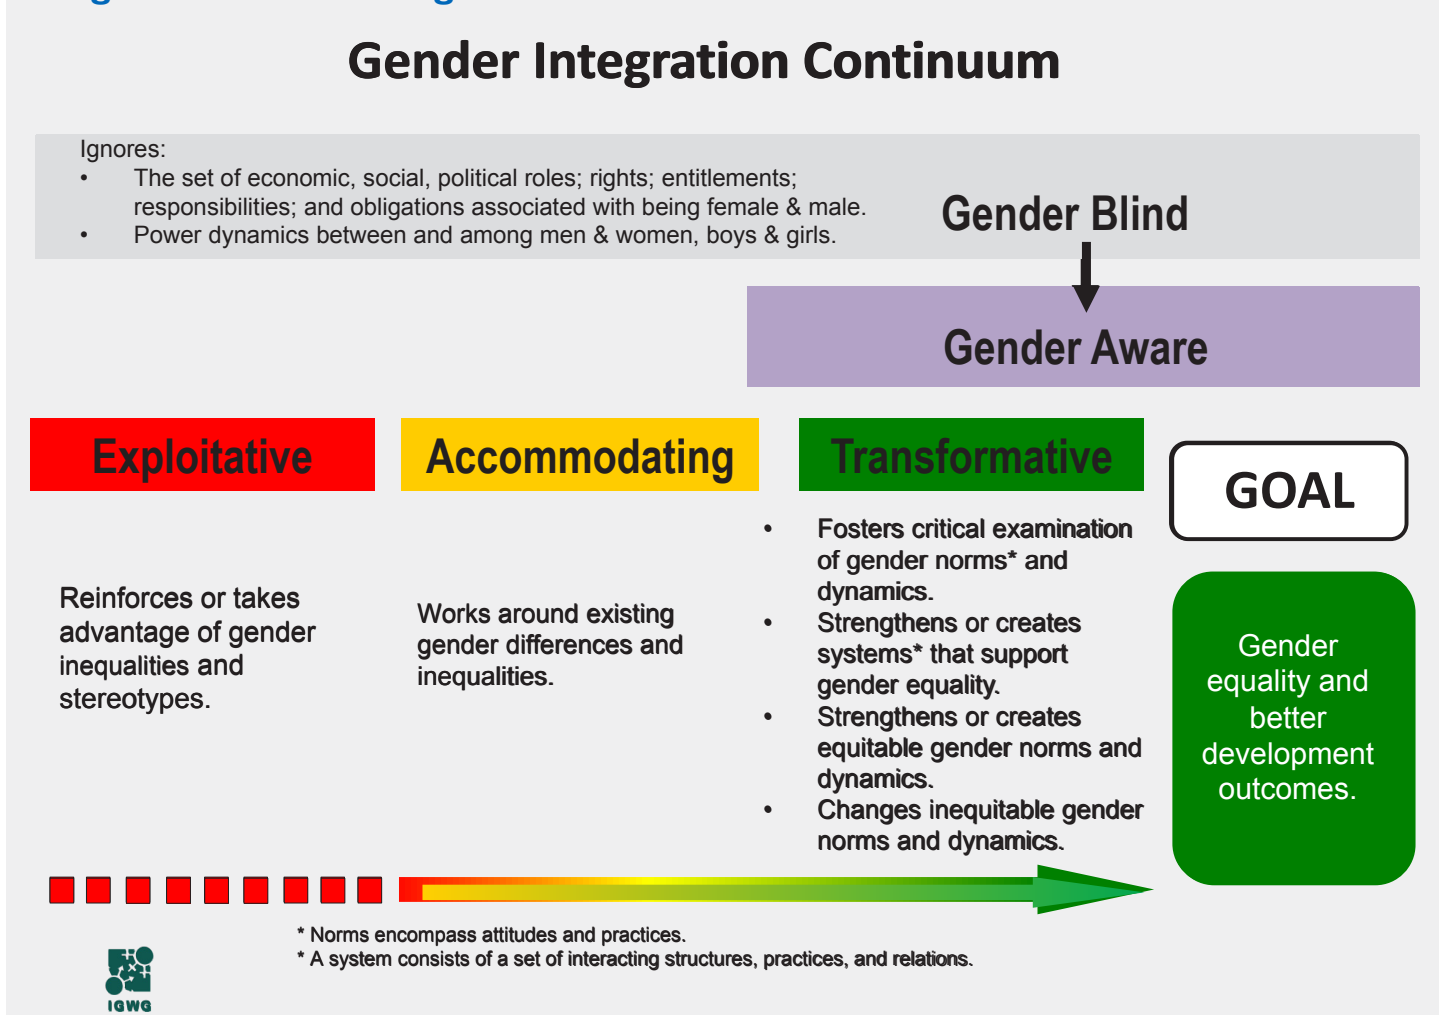 Gender Integration Continuum
Ignores:
• The set of economic, social, political roles; rights; entitlements;
responsibilities; and obligations associated with being female & male.
• Power dynamics between and among men & women, boys & girls.
Gender Blind
Gender Aware
Exploitative
Accommodating
Transformative
GOAL
Reinforces or takes
advantage of gender
inequalities and
stereotypes.
Works around existing
gender differences and
inequalities.
• Fosters critical examination
of gender norms* and
dynamics.
• Strengthens or creates
systems* that support
gender equality.
• Strengthens or creates
equitable gender norms and
dynamics.
• Changes inequitable gender
norms and dynamics.
Gender
equality and
better
development
outcomes.
* Norms encompass attitudes and practices.
* A system consists of a set of interacting structures, practices, and relations.
IGWG